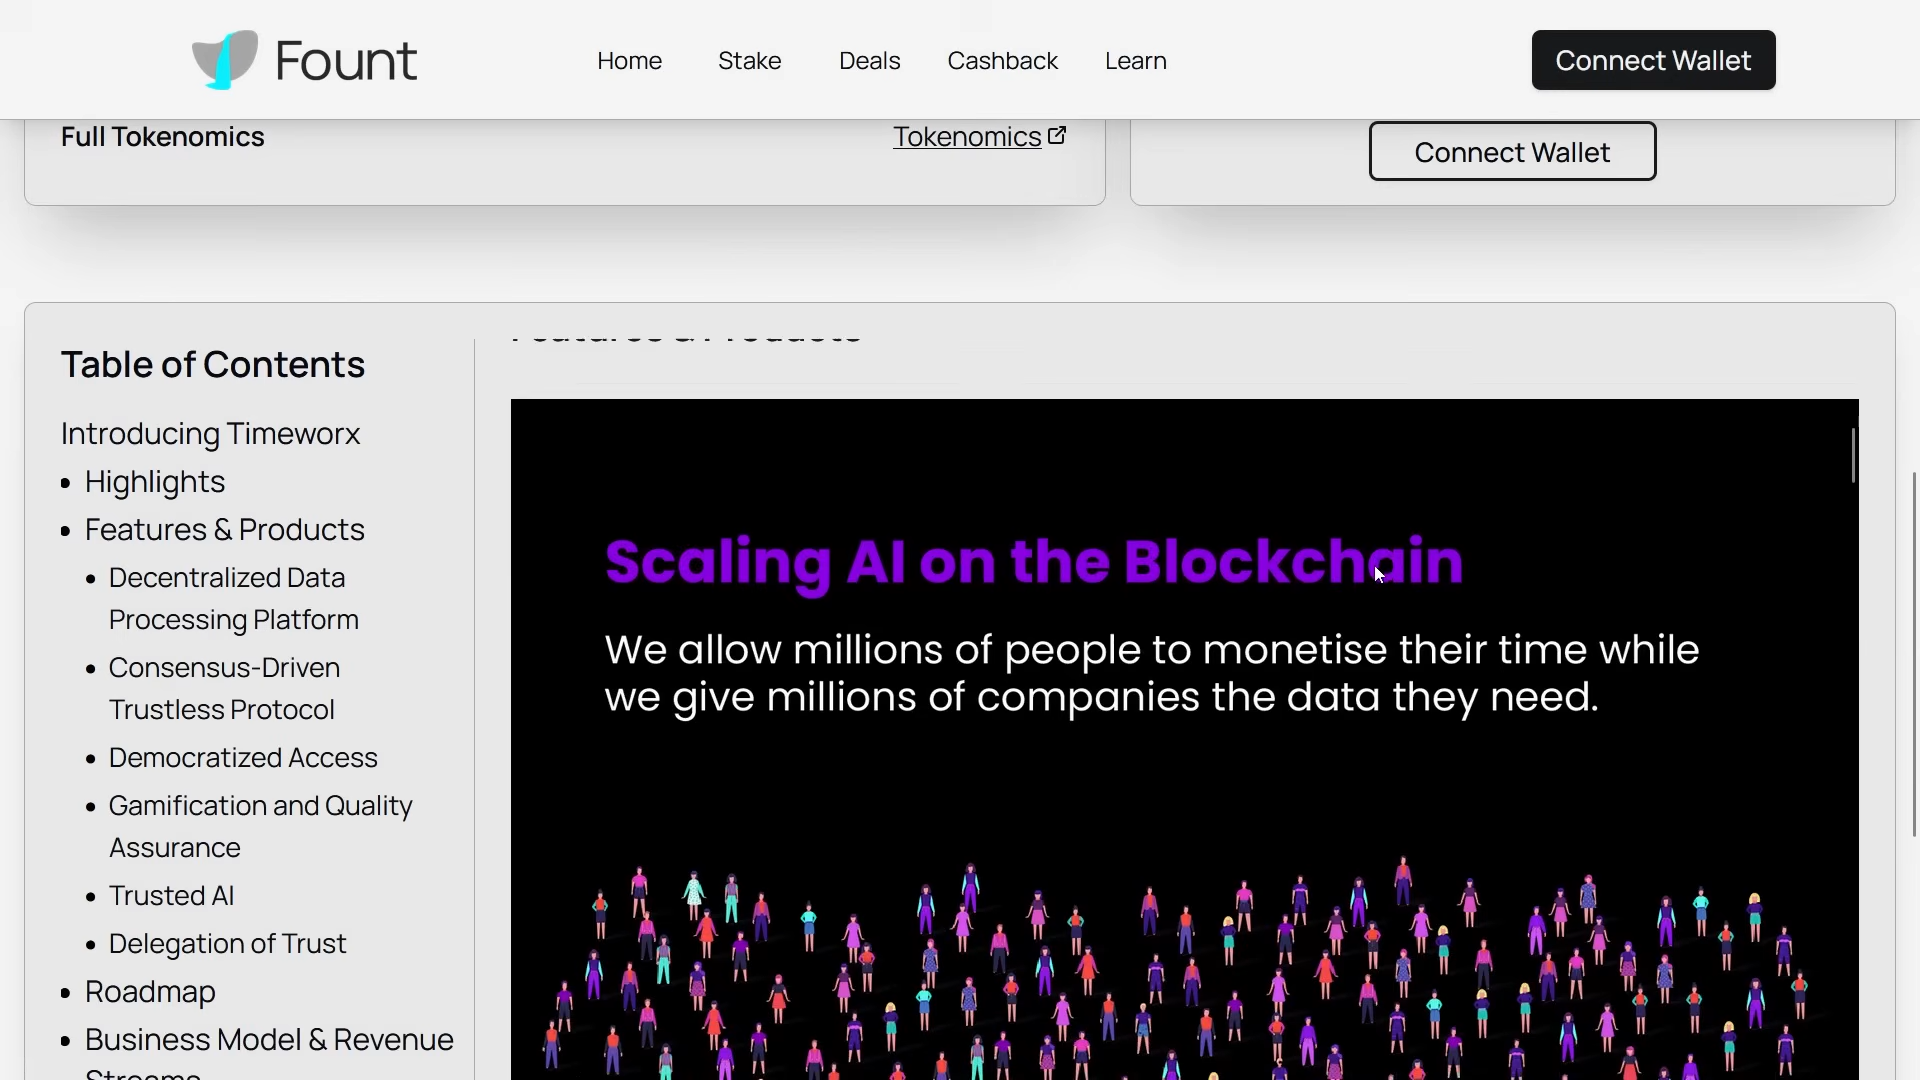 Fount
Home
Stake
Deals
Cashback
Learn
Connect Wallet
Full Tokenomics
Tokenomics
Connect Wallet
Table of Contents
Introducing Timeworx
Highlights
Features & Products
Decentralized Data
Processing Platform
Consensus-Driven
Trustless Protocol
Democratized Access
Gamification and Quality
Assurance
Trusted AI
Delegation of Trust
Roadmap
Business Model & Revenue
Features & Products
Scaling AI on the Blockchain
We allow millions of people to monetise their time while
we give millions of companies the data they need.